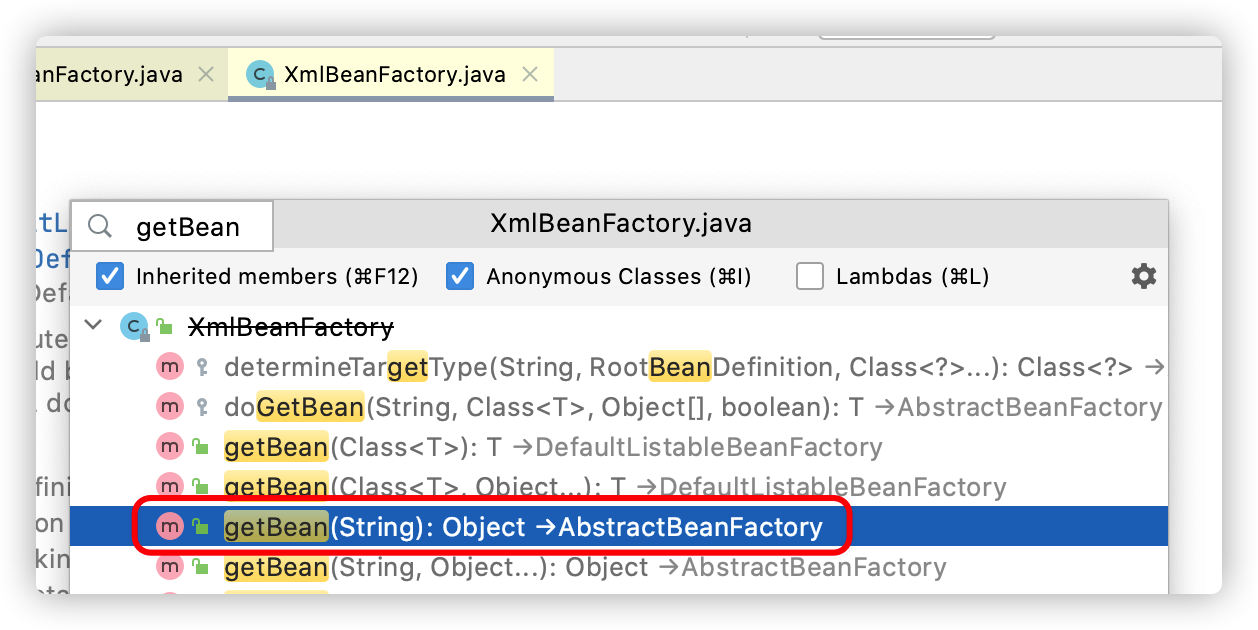 anFactory.java XmlBeanFactory.java
getBean XmlBeanFactory.java
Inherited members (⌘F12) Anonymous Classes (⌘I) Lambdas (⌘L)
C XmlBeanFactory
m determineTargetType(String, RootBeanDefinition, Class<?>...): Class<?> →
m doGetBean(String, Class<T>, Object[], boolean): T →AbstractBeanFactory
m getBean(Class<T>): T →DefaultListableBeanFactory
m getBean(Class<T>, Object...): T →DefaultListableBeanFactory
m getBean(String): Object →AbstractBeanFactory
m getBean(String, Object...): Object →AbstractBeanFactory